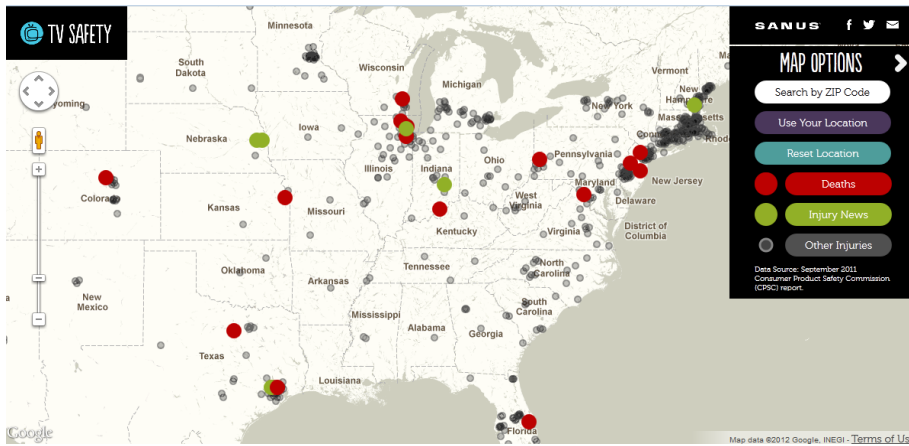 TV SAFETY
SANUS
MAP OPTIONS
Search by ZIP Code
Use Your Location
Reset Location
Deaths
Injury News
Other Injuries
Data Source: September 2011
Consumer Product Safety Commission
(CPSC) report.
Minnesota
South
Dakota
Wisconsin
Michigan
Vermont
New
Hampshire
Massachusetts
New York
Nebraska
Iowa
Illinois
Indiana
Ohio
Pennsylvania
New Jersey
Maryland
Delaware
District of
Columbia
West
Virginia
Virginia
Kansas
Missouri
Kentucky
Tennessee
North
Carolina
South
Carolina
Oklahoma
Arkansas
New
Mexico
Mississippi
Alabama
Georgia
Texas
Louisiana
Florida
Google
Map data ©2012 Google, INEGI - Terms of Us